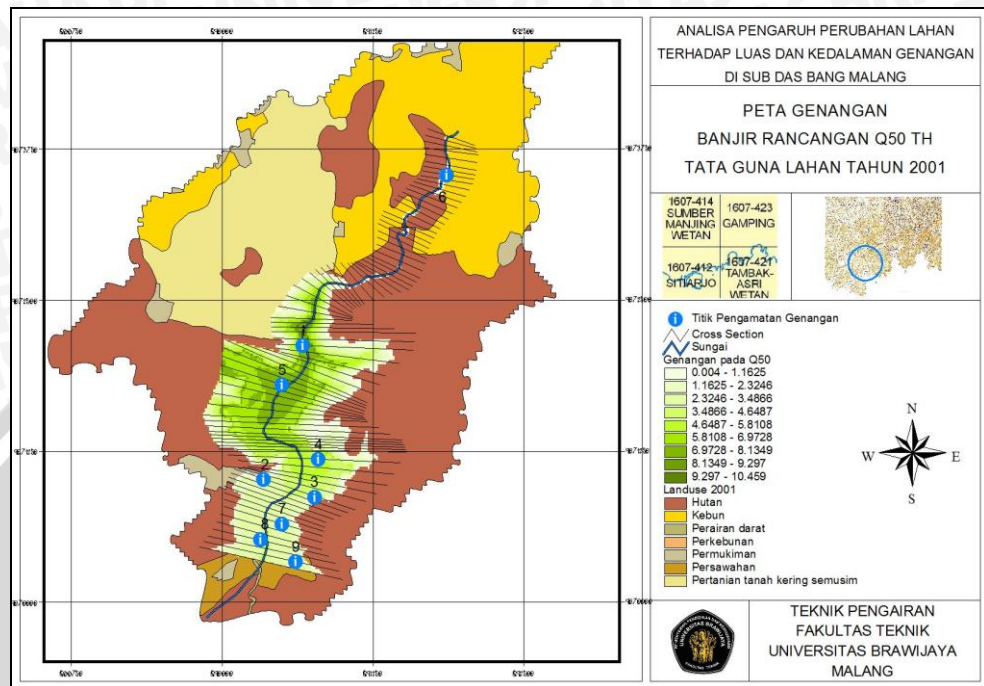 ANALISA PENGARUH PERUBAHAN LAHAN
TERHADAP LUAS DAN KEDALAMAN GENANGAN
DI SUB DAS BANG MALANG
PETA GENANGAN
BANJIR RANCANGAN Q50 TH
TATA GUNA LAHAN TAHUN 2001
1607-414
SUMBER
MANJING
WETAN
1607-423
GAMPING
1607-412
SITIARJO
1607-421
TAMBAK-
ASRI
WETAN
Titik Pengamatan Genangan
Cross Section
Sungai
Genangan pada Q50
0.004 - 1.1625
1.1625 - 2.3246
2.3246 - 3.4866
3.4866 - 4.6487
4.6487 - 5.8108
5.8108 - 6.9728
6.9728 - 8.1349
8.1349 - 9.297
9.297 - 10.459
Landuse 2001
Hutan
Kebun
Perairan darat
Perkebunan
Permukiman
Persawahan
Pertanian tanah kering semusim
N
W
E
S
TEKNIK PENGAIRAN
FAKULTAS TEKNIK
UNIVERSITAS BRAWIJAYA
MALANG
6
1
5
4
2
3
7
8
9